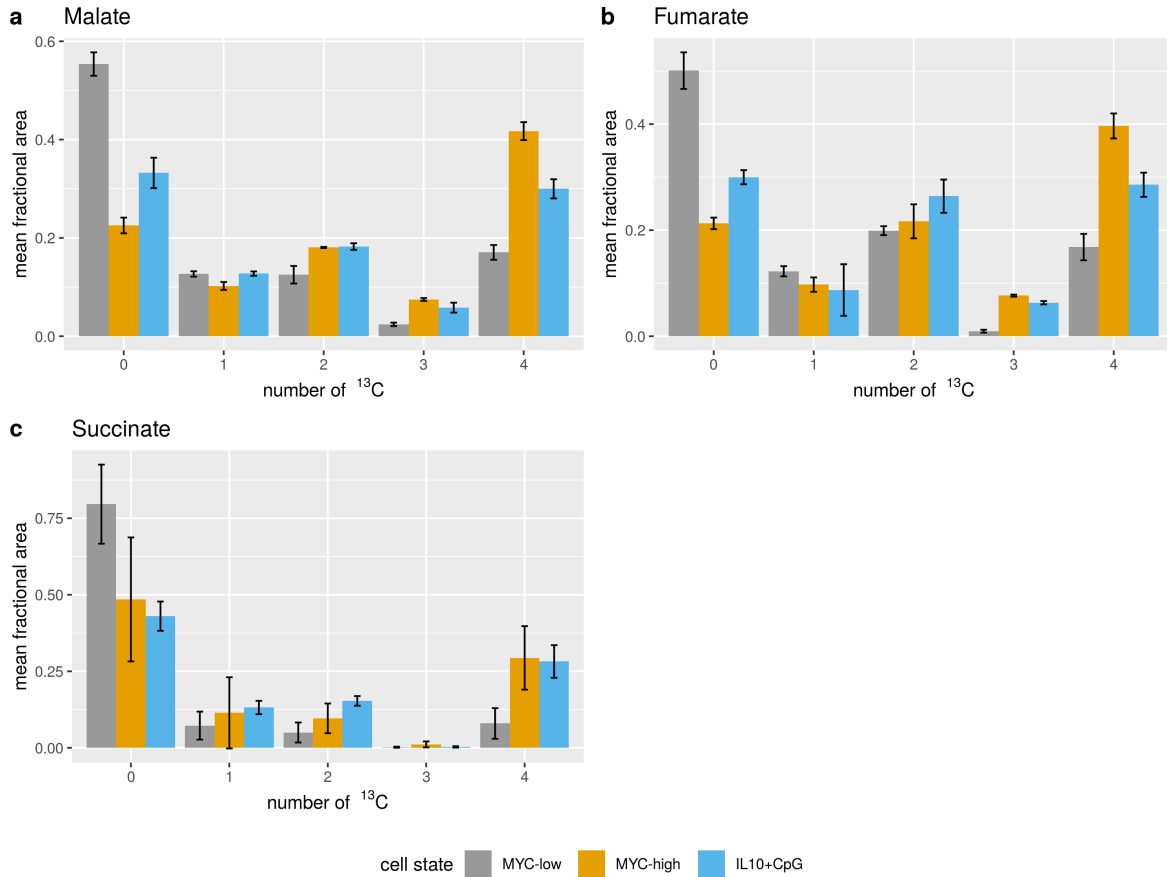 a Malate
mean fractional area
0.6
0.4
0.2
0.0
0 1 2 3 4
number of ¹³C
b Fumarate
mean fractional area
0.4
0.2
0.0
0 1 2 3 4
number of ¹³C
c Succinate
mean fractional area
0.75
0.50
0.25
0.00
0 1 2 3 4
number of ¹³C
cell state MYC-low MYC-high IL10+CpG